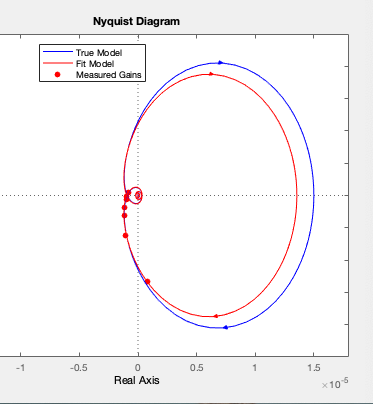 Nyquist Diagram
True Model
Fit Model
Measured Gains
-1 -0.5 0 0.5 1 1.5
Real Axis
×10⁻⁵